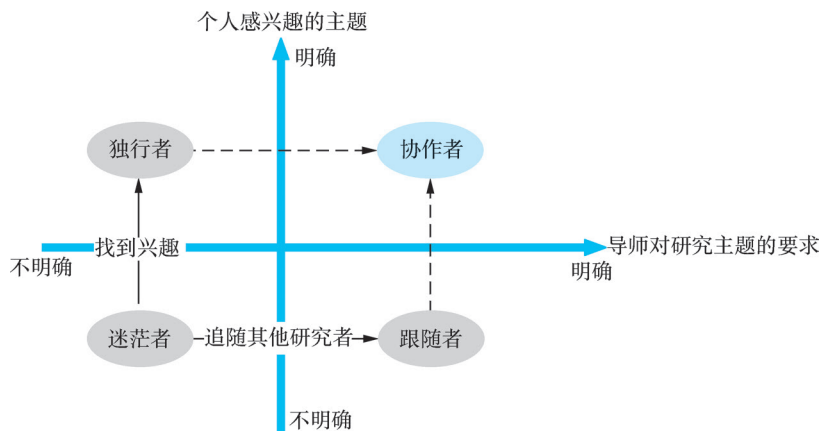 个人感兴趣的主题
明确
独行者
协作者
找到兴趣
导师对研究主题的要求
不明确
明确
迷茫者
追随其他研究者
跟随者
不明确